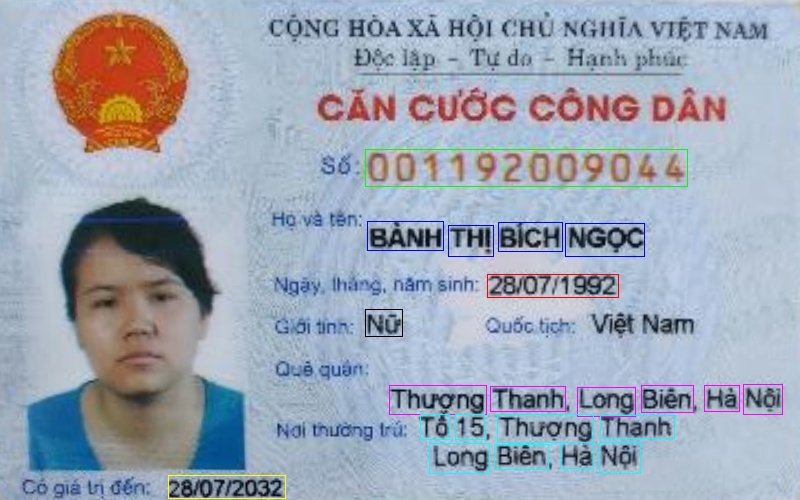 CỘNG HÒA XÃ HỘI CHỦ NGHĨA VIỆT NAM
Độc lập - Tự do - Hạnh phúc
CĂN CƯỚC CÔNG DÂN
Số: 001192009044
Họ và tên: BÀNH THỊ BÍCH NGỌC
Ngày, tháng, năm sinh: 28/07/1992
Giới tính: Nữ Quốc tịch: Việt Nam
Quê quán:
Thượng Thanh, Long Biên, Hà Nội
Nơi thường trú: Tổ 15, Thượng Thanh
Long Biên, Hà Nội
Có giá trị đến: 28/07/2032